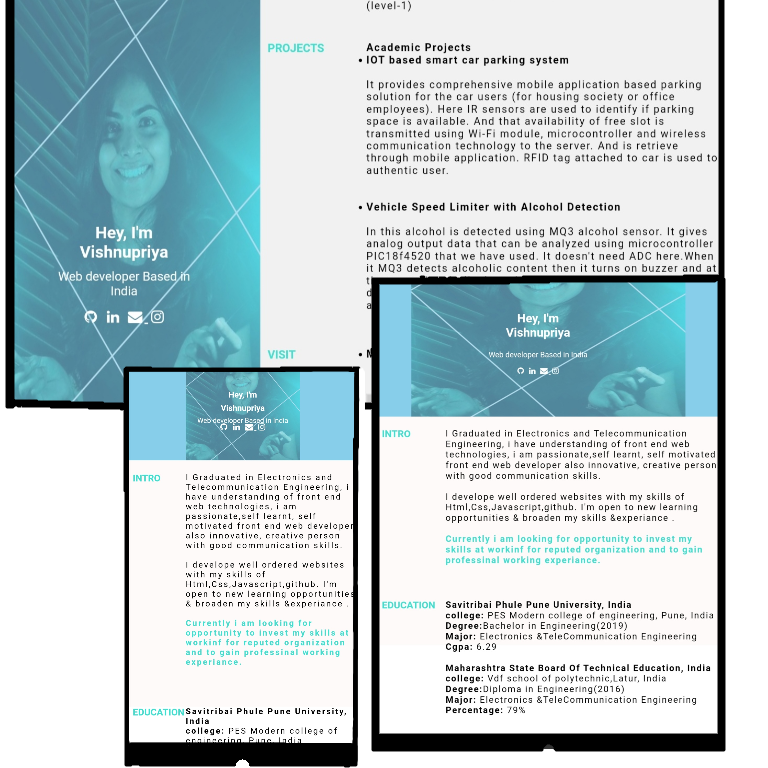 (level-1)
PROJECTS
Academic Projects
• IOT based smart car parking system
It provides comprehensive mobile application based parking
solution for the car users (for housing society or office
employees). Here IR sensors are used to identify if parking
space is available. And that availability of free slot is
transmitted using Wi-Fi module, microcontroller and wireless
communication technology to the server. And is retrieve
through mobile application. RFID tag attached to car is used to
authentic user.
• Vehicle Speed Limiter with Alcohol Detection
In this alcohol is detected using MQ3 alcohol sensor. It gives
analog output data that can be analyzed using microcontroller
PIC18f4520 that we have used. It doesn't need ADC here.When
it MQ3 detects alcoholic content then it turns on buzzer and at
Hey, I'm
Vishnupriya
Web developer Based in
India
in
VISIT
Hey, I'm
Vishnupriya
Web developer Based in India
in
INTRO
I Graduated in Electronics and
Telecommunication Engineering, i
have understanding of front end
web technologies, i am
passionate,self learnt, self
motivated front end web developer
also innovative, creative person
with good communication skills.
I develope well ordered websites
with my skills of
Html,Css,Javascript,github. I'm
open to new learning opportunities
& broaden my skills &experiance .
Currently i am looking for
opportunity to invest my skills at
workinf for reputed organization
and to gain professinal working
experiance.
EDUCATION
Savitribai Phule Pune University,
India
college: PES Modern college of
engineering, Pune, India
Hey, I'm
Vishnupriya
Web developer Based in India
in
INTRO
I Graduated in Electronics and Telecommunication
Engineering, i have understanding of front end web
technologies, i am passionate,self learnt, self motivated
front end web developer also innovative, creative person
with good communication skills.
I develope well ordered websites with my skills of
Html,Css,Javascript,github. I'm open to new learning
opportunities & broaden my skills &experiance .
Currently i am looking for opportunity to invest my
skills at workinf for reputed organization and to gain
professinal working experiance.
EDUCATION
Savitribai Phule Pune University, India
college: PES Modern college of engineering, Pune, India
Degree:Bachelor in Engineering(2019)
Major: Electronics &TeleCommunication Engineering
Cgpa: 6.29
Maharashtra State Board Of Technical Education, India
college: Vdf school of polytechnic,Latur, India
Degree:Diploma in Engineering(2016)
Major: Electronics &TeleCommunication Engineering
Percentage: 79%